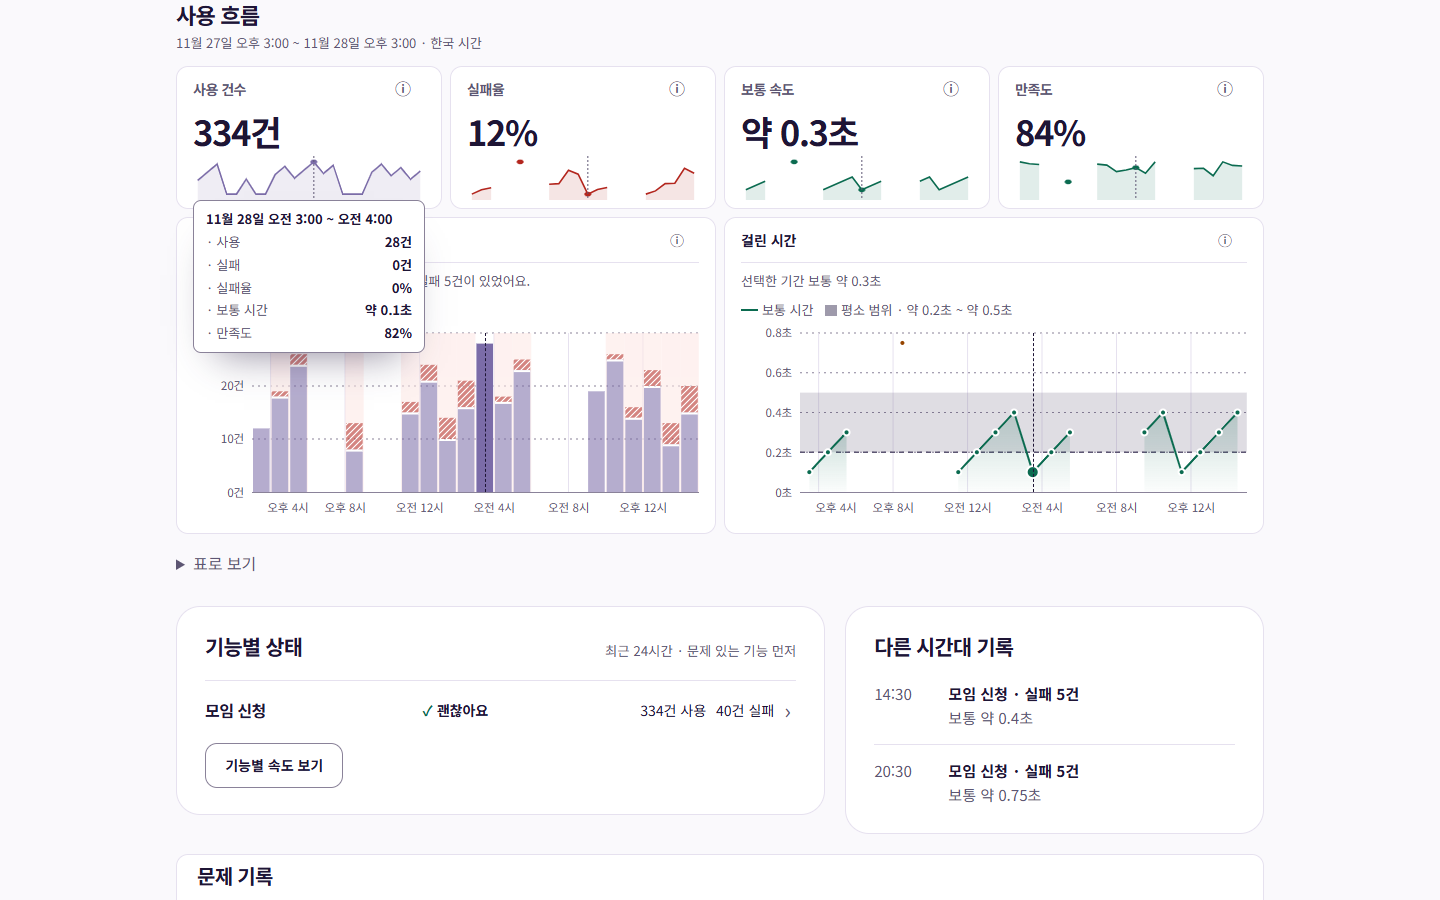 사용 흐름
11월 27일 오후 3:00 ~ 11월 28일 오후 3:00 · 한국 시간
사용 건수 ⓘ
334건
실패율 ⓘ
12%
보통 속도 ⓘ
약 0.3초
만족도 ⓘ
84%
11월 28일 오전 3:00 ~ 오전 4:00
· 사용 28건
· 실패 0건
· 실패율 0%
· 보통 시간 약 0.1초
· 만족도 82%
ⓘ
5건이 있었어요.
20건
10건
0건
오후 4시 오후 8시 오전 12시 오전 4시 오전 8시 오후 12시
걸린 시간 ⓘ
선택한 기간 보통 약 0.3초
보통 시간 평소 범위 · 약 0.2초 ~ 약 0.5초
0.8초
0.6초
0.4초
0.2초
0초
오후 4시 오후 8시 오전 12시 오전 4시 오전 8시 오후 12시
▶ 표로 보기
기능별 상태
최근 24시간 · 문제 있는 기능 먼저
모임 신청 ✓ 괜찮아요 334건 사용 40건 실패 ›
기능별 속도 보기
다른 시간대 기록
14:30 모임 신청 · 실패 5건
보통 약 0.4초
20:30 모임 신청 · 실패 5건
보통 약 0.75초
문제 기록